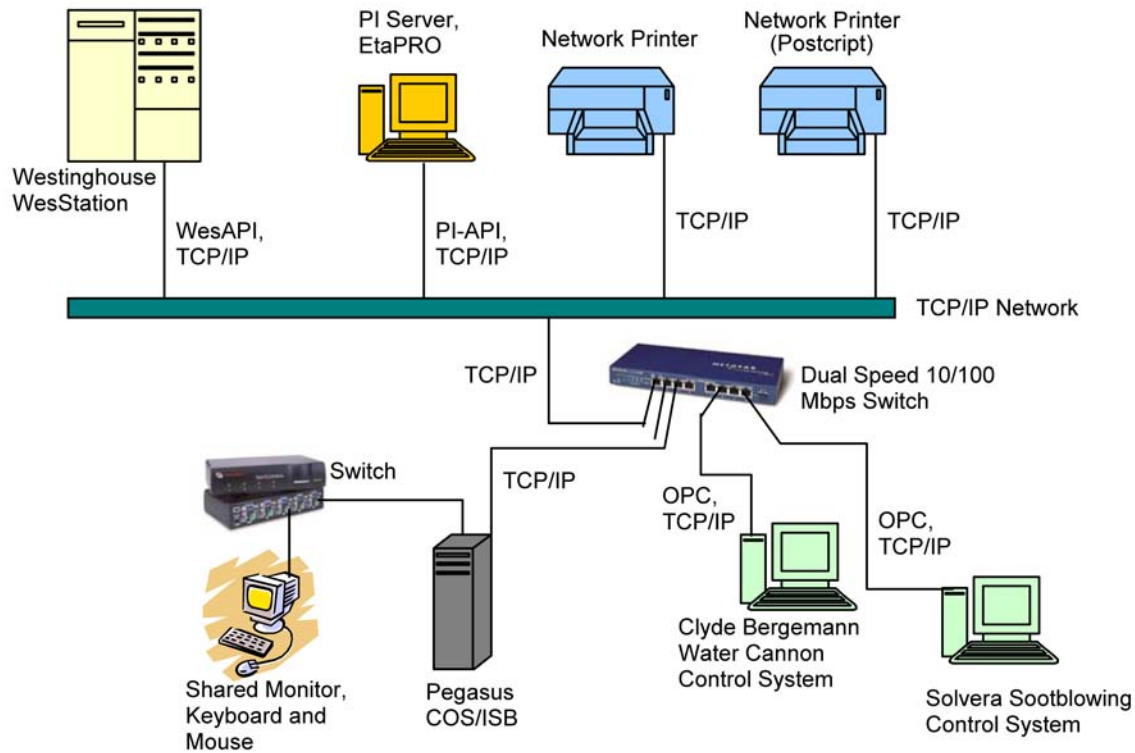 PI Server,
EtaPRO
Network Printer
Network Printer
(Postcript)
Westinghouse
WesStation
WesAPI,
TCP/IP
PI-API,
TCP/IP
TCP/IP
TCP/IP
TCP/IP Network
TCP/IP
NETGEAR
Dual Speed 10/100
Mbps Switch
Switch
TCP/IP
OPC,
TCP/IP
OPC,
TCP/IP
Shared Monitor,
Keyboard and
Mouse
Pegasus
COS/ISB
Clyde Bergemann
Water Cannon
Control System
Solvera Sootblowing
Control System